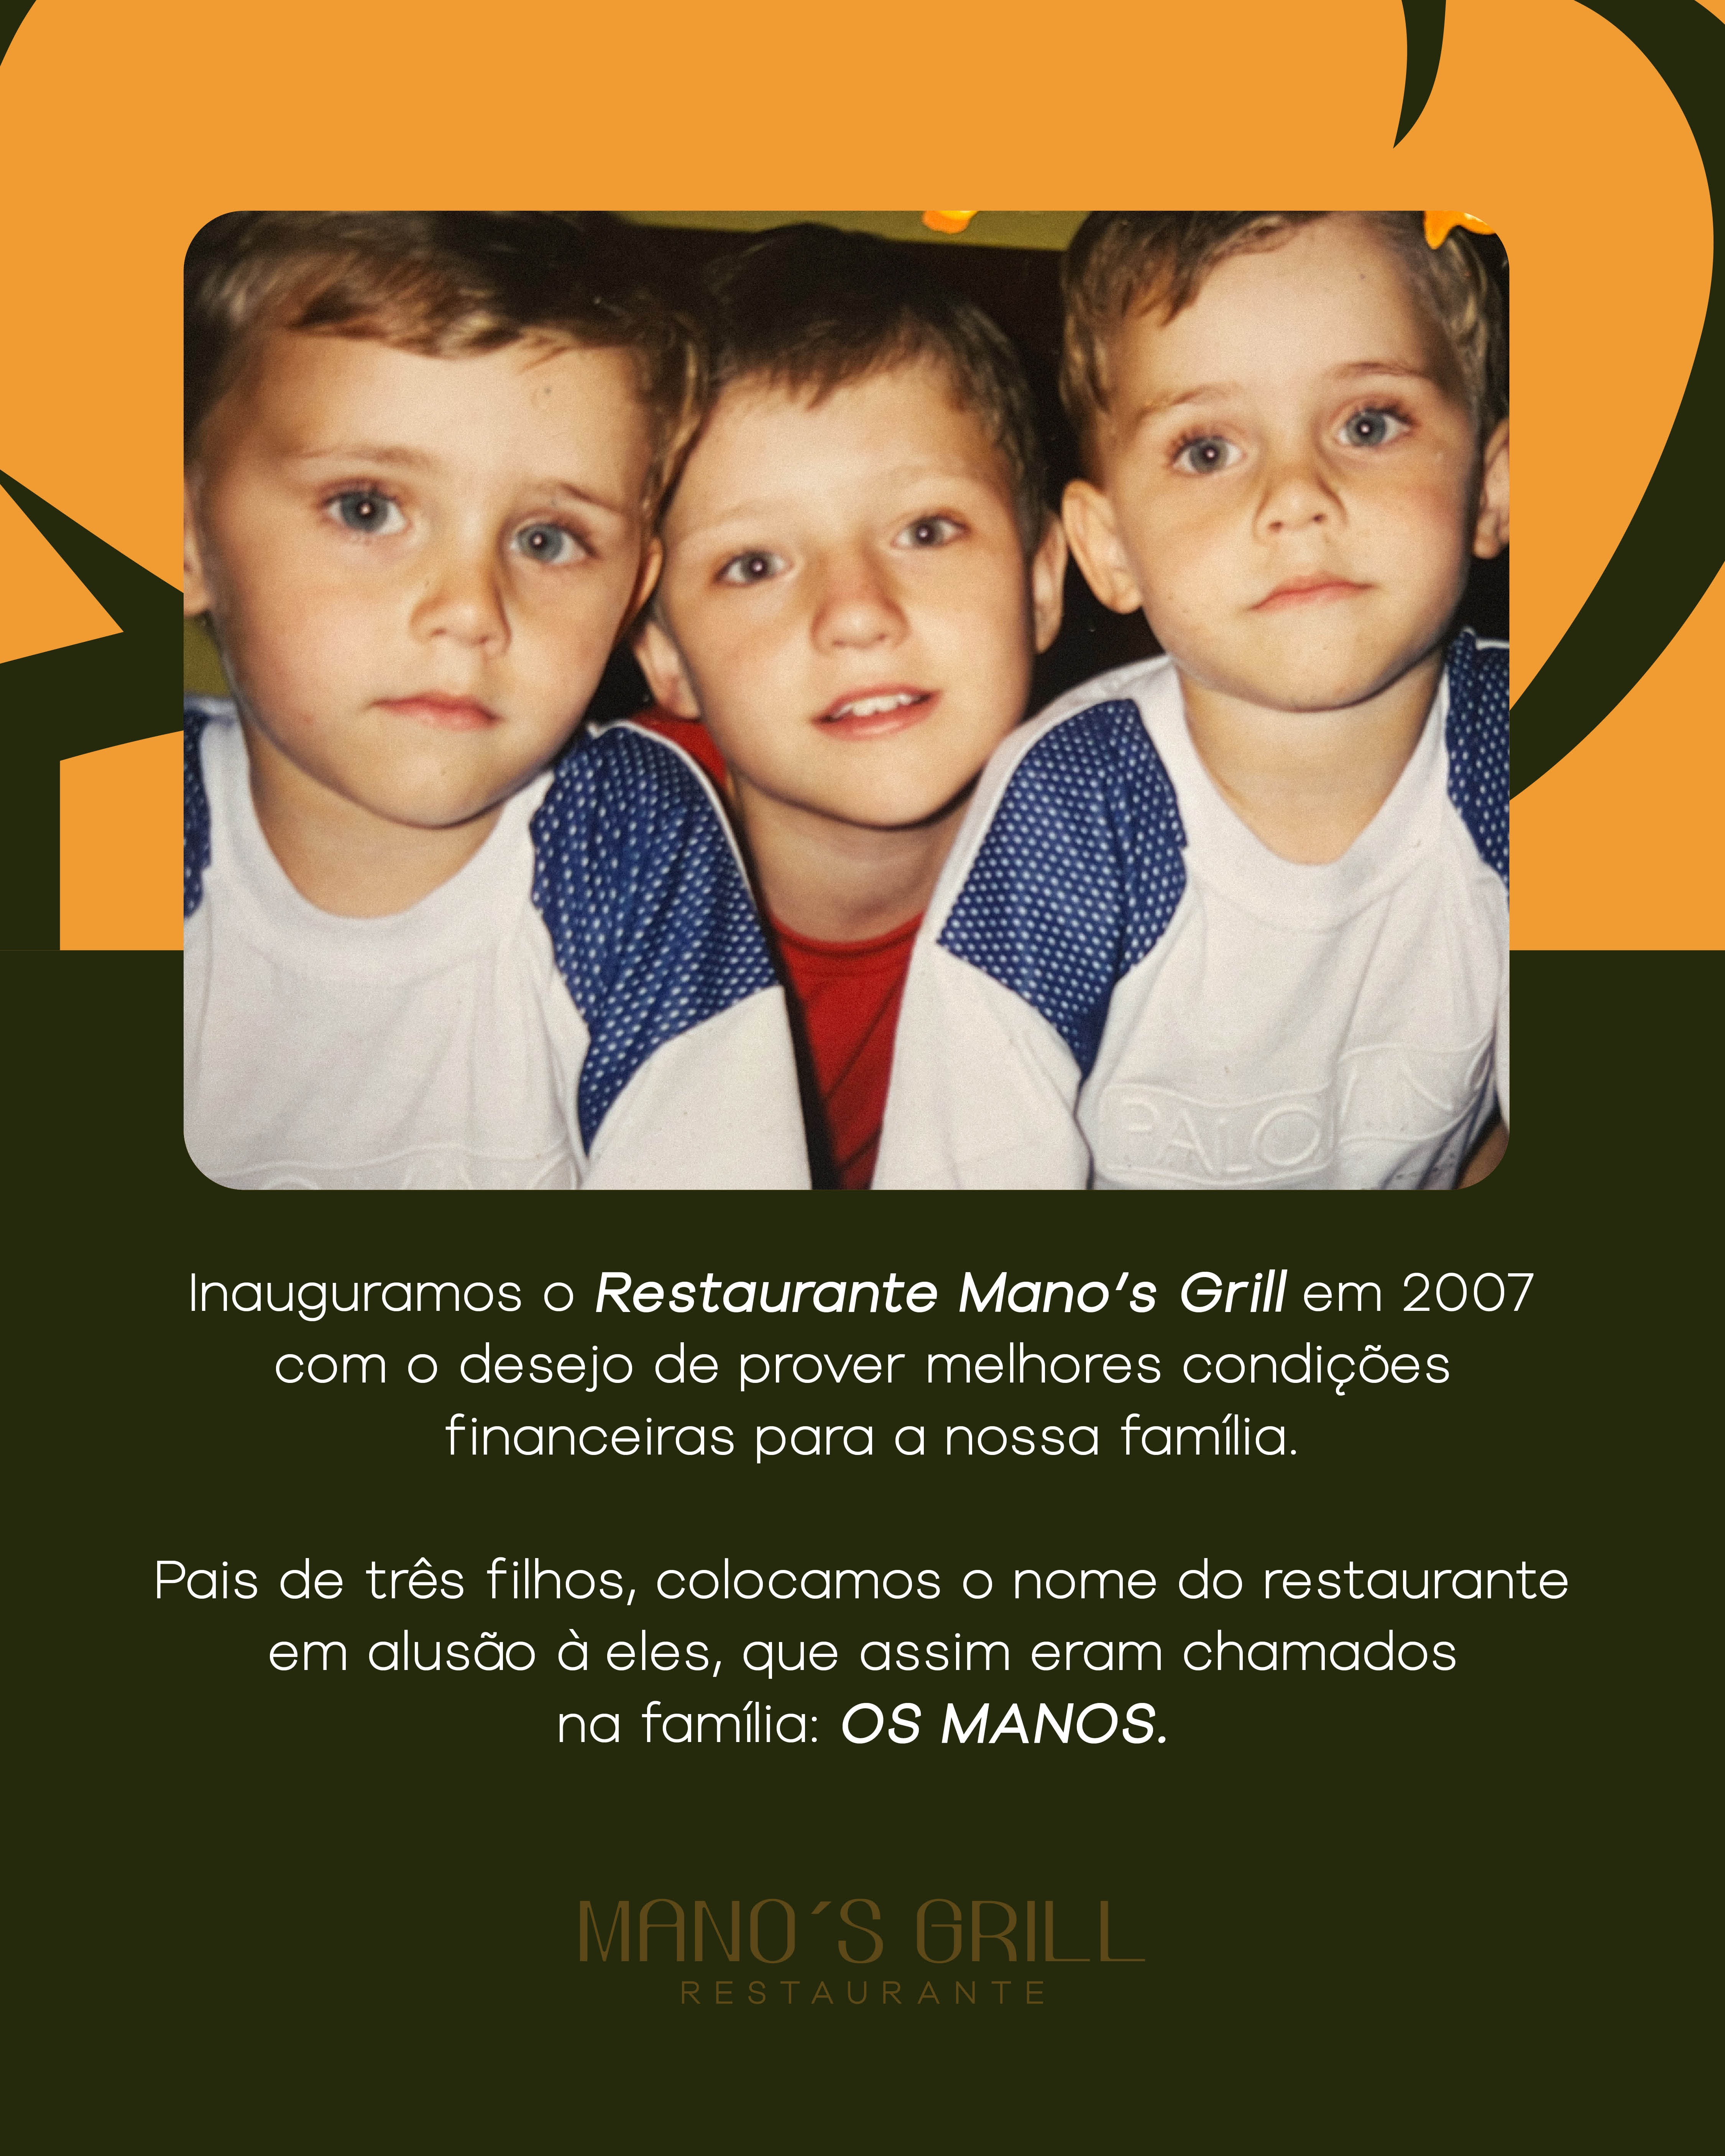 PALOMINO
Inauguramos o Restaurante Mano’s Grill em 2007
com o desejo de prover melhores condições
financeiras para a nossa família.
Pais de três filhos, colocamos o nome do restaurante
em alusão à eles, que assim eram chamados
na família: OS MANOS.
MANO´S GRILL
RESTAURANTE